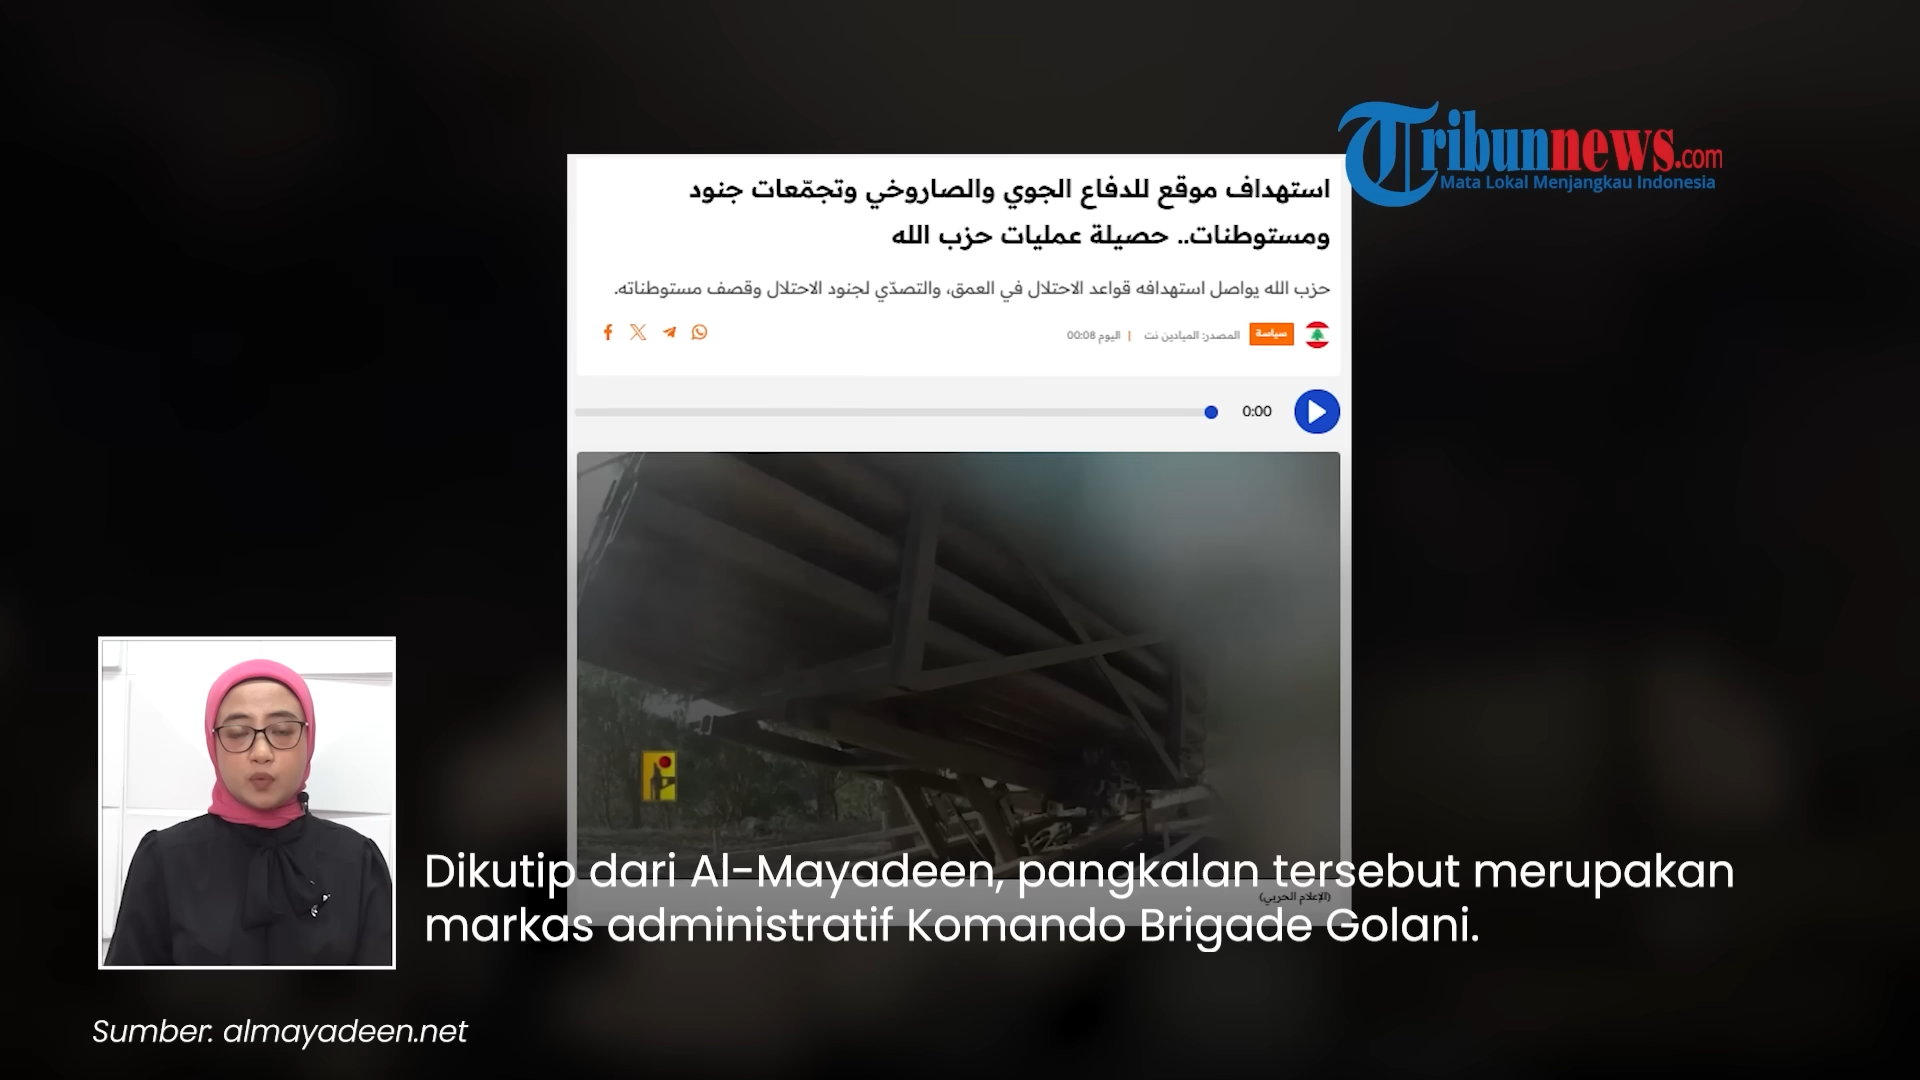 Tribunnews.com
Mata Lokal Menjangkau Indonesia
استهداف موقع للدفاع الجوي والصاروخي وتجمّعات جنود
ومستوطنات.. حصيلة عمليات حزب الله
حزب الله يواصل استهدافه قواعد الاحتلال في العمق، والتصدّي لجنود الاحتلال وقصف مستوطناته.
سياسة
المصدر: الميادين نت | اليوم 00:08
0:00
(الإعلام الحربي)
Dikutip dari Al-Mayadeen, pangkalan tersebut merupakan
markas administratif Komando Brigade Golani.
Sumber: almayadeen.net